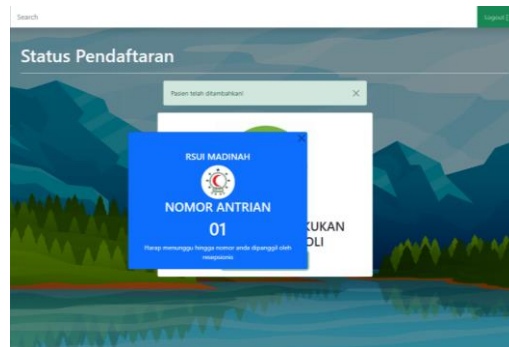 Search
Logout
Status Pendaftaran
Pasien telah ditambahkan!
RSUI MADINAH
NOMOR ANTRIAN
01
Harap menunggu hingga nomor anda dipanggil oleh
resepsionis
KUKAN
OLI